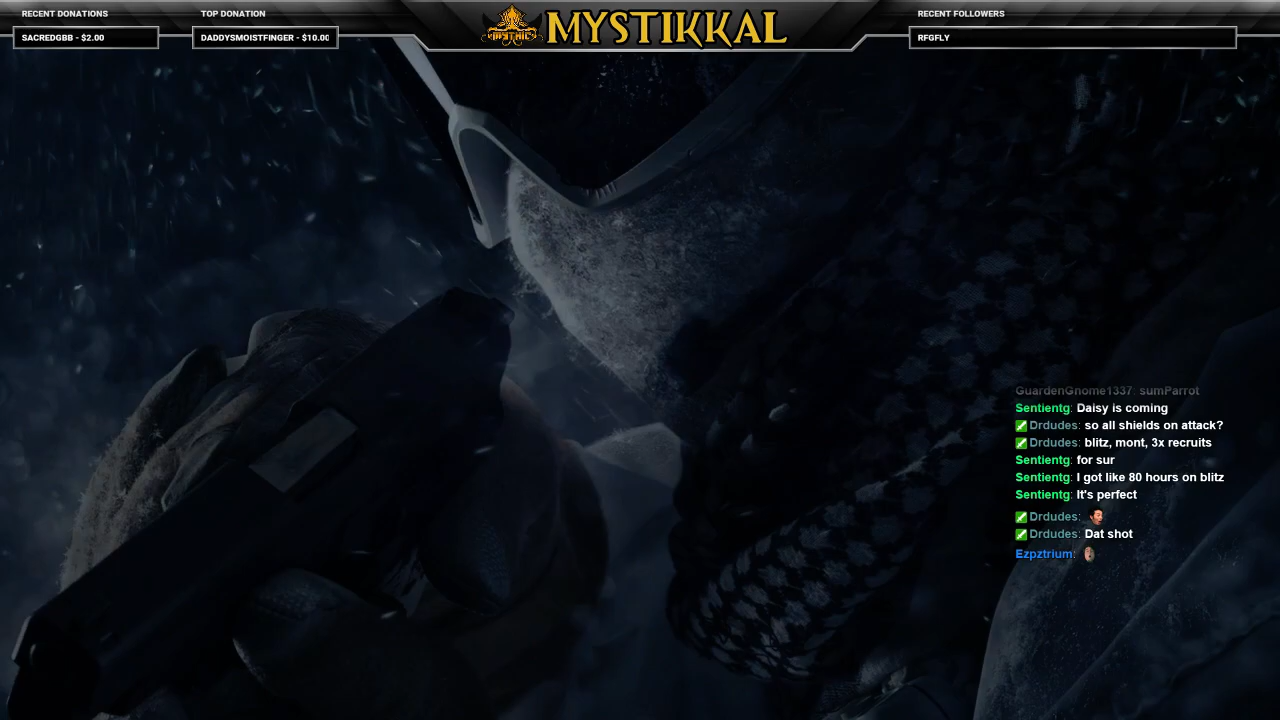 RECENT DONATIONS
TOP DONATION
RECENT FOLLOWERS
SACREDGBB - $2.00
DADDYSMOISTFINGER - $10.00
RFGFLY
MYTHIC
MYSTIKKAL
GuardenGnome1337: sumParrot
Sentientg: Daisy is coming
Drdudes: so all shields on attack?
Drdudes: blitz, mont, 3x recruits
Sentientg: for sur
Sentientg: I got like 80 hours on blitz
Sentientg: It's perfect
Drdudes:
Drdudes: Dat shot
Ezpztrium: